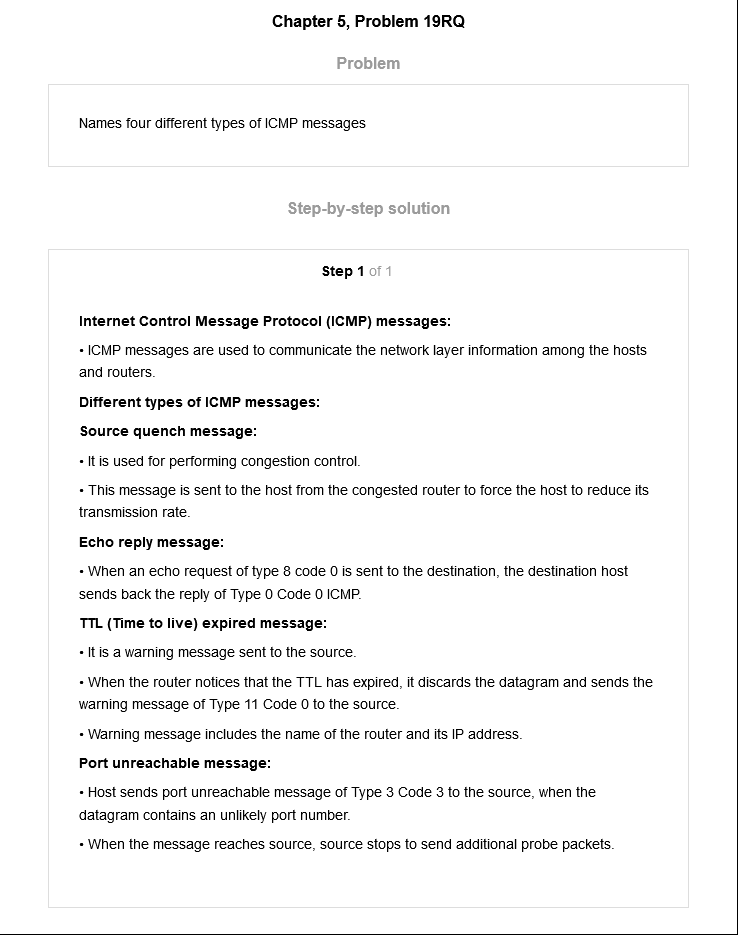 Chapter 5, Problem 19RQ
Problem
Names four different types of ICMP messages
Step-by-step solution
Step 1 of 1
Internet Control Message Protocol (ICMP) messages:
• ICMP messages are used to communicate the network layer information among the hosts
and routers.
Different types of ICMP messages:
Source quench message:
• It is used for performing congestion control.
• This message is sent to the host from the congested router to force the host to reduce its
transmission rate.
Echo reply message:
• When an echo request of type 8 code 0 is sent to the destination, the destination host
sends back the reply of Type 0 Code 0 ICMP.
TTL (Time to live) expired message:
• It is a warning message sent to the source.
• When the router notices that the TTL has expired, it discards the datagram and sends the
warning message of Type 11 Code 0 to the source.
• Warning message includes the name of the router and its IP address.
Port unreachable message:
• Host sends port unreachable message of Type 3 Code 3 to the source, when the
datagram contains an unlikely port number.
• When the message reaches source, source stops to send additional probe packets.